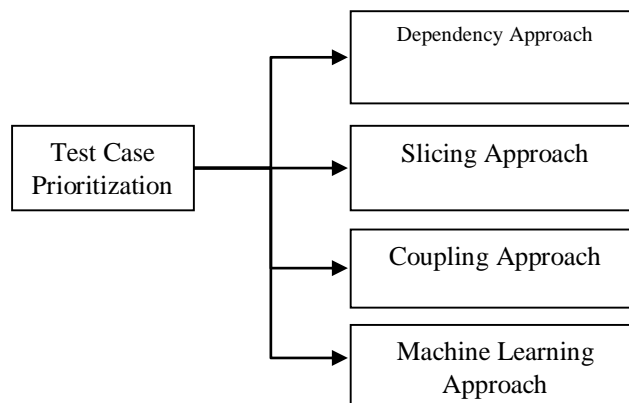 Dependency Approach
Test Case
Prioritization
Slicing Approach
Coupling Approach
Machine Learning
Approach